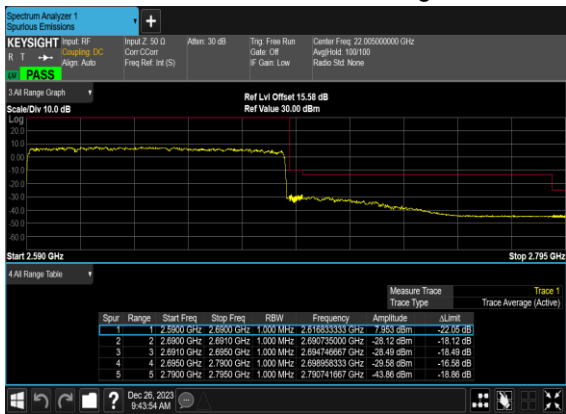 Spectrum Analyzer 1
Spurious Emissions
KEYSIGHT Input: RF Input Z: 50 Ω Atten: 30 dB Trig: Free Run Center Freq: 22.005000000 GHz
R T Coupling: DC Corr CCorr Gate: Off Avg|Hold: 100/100
Align: Auto Freq Ref: Int (S) IF Gain: Low Radio Std: None
PASS
3 All Range Graph
Ref Lvl Offset 15.58 dB
Scale/Div 10.0 dB Ref Value 30.00 dBm
Log
20.0
10.0
0.00
-10.0
-20.0
-30.0
-40.0
-50.0
-60.0
Start 2.590 GHz Stop 2.795 GHz
4 All Range Table
Measure Trace Trace 1
Trace Type Trace Average (Active)
Spur Range Start Freq Stop Freq RBW Frequency Amplitude ΔLimit
1 1 2.5900 GHz 2.6900 GHz 1.000 MHz 2.616833333 GHz 7.953 dBm -22.05 dB
2 2 2.6900 GHz 2.6910 GHz 1.000 MHz 2.690735000 GHz -28.12 dBm -18.12 dB
3 3 2.6910 GHz 2.6950 GHz 1.000 MHz 2.694746667 GHz -28.49 dBm -18.49 dB
4 4 2.6950 GHz 2.7900 GHz 1.000 MHz 2.698958333 GHz -29.58 dBm -16.58 dB
5 5 2.7900 GHz 2.7950 GHz 1.000 MHz 2.790741667 GHz -43.86 dBm -18.86 dB
Dec 26, 2023
9:43:54 AM